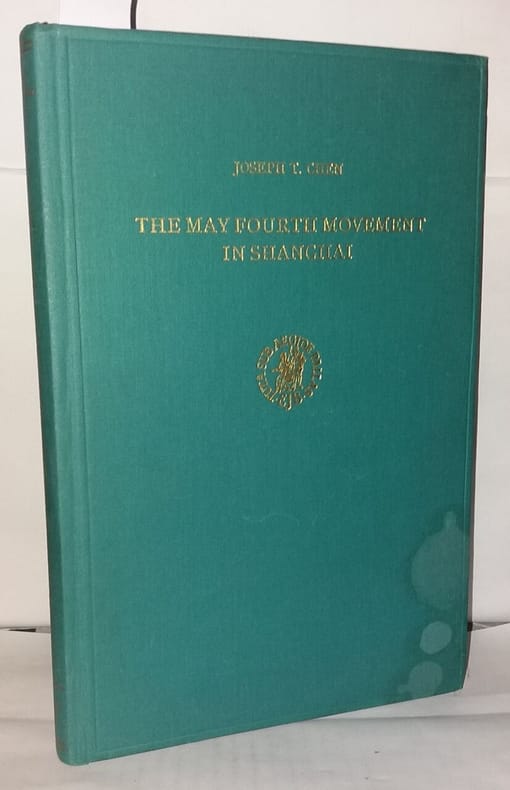 JOSEPH T. CHEN
THE MAY FOURTH MOVEMENT
IN SHANGHAI